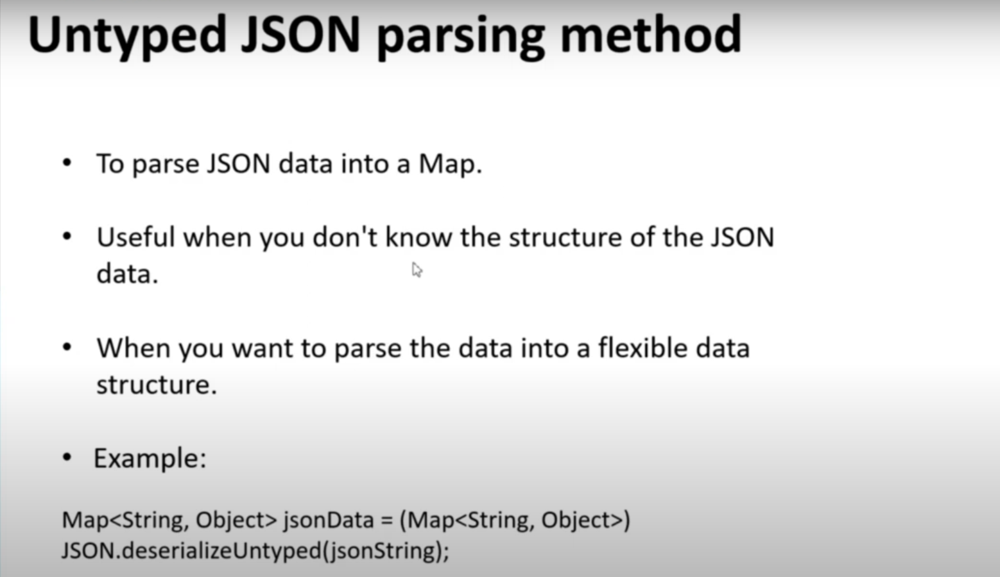 Untyped JSON parsing method
• To parse JSON data into a Map.
• Useful when you don't know the structure of the JSON
data.
• When you want to parse the data into a flexible data
structure.
• Example:
Map<String, Object> jsonData = (Map<String, Object>)
JSON.deserializeUntyped(jsonString);